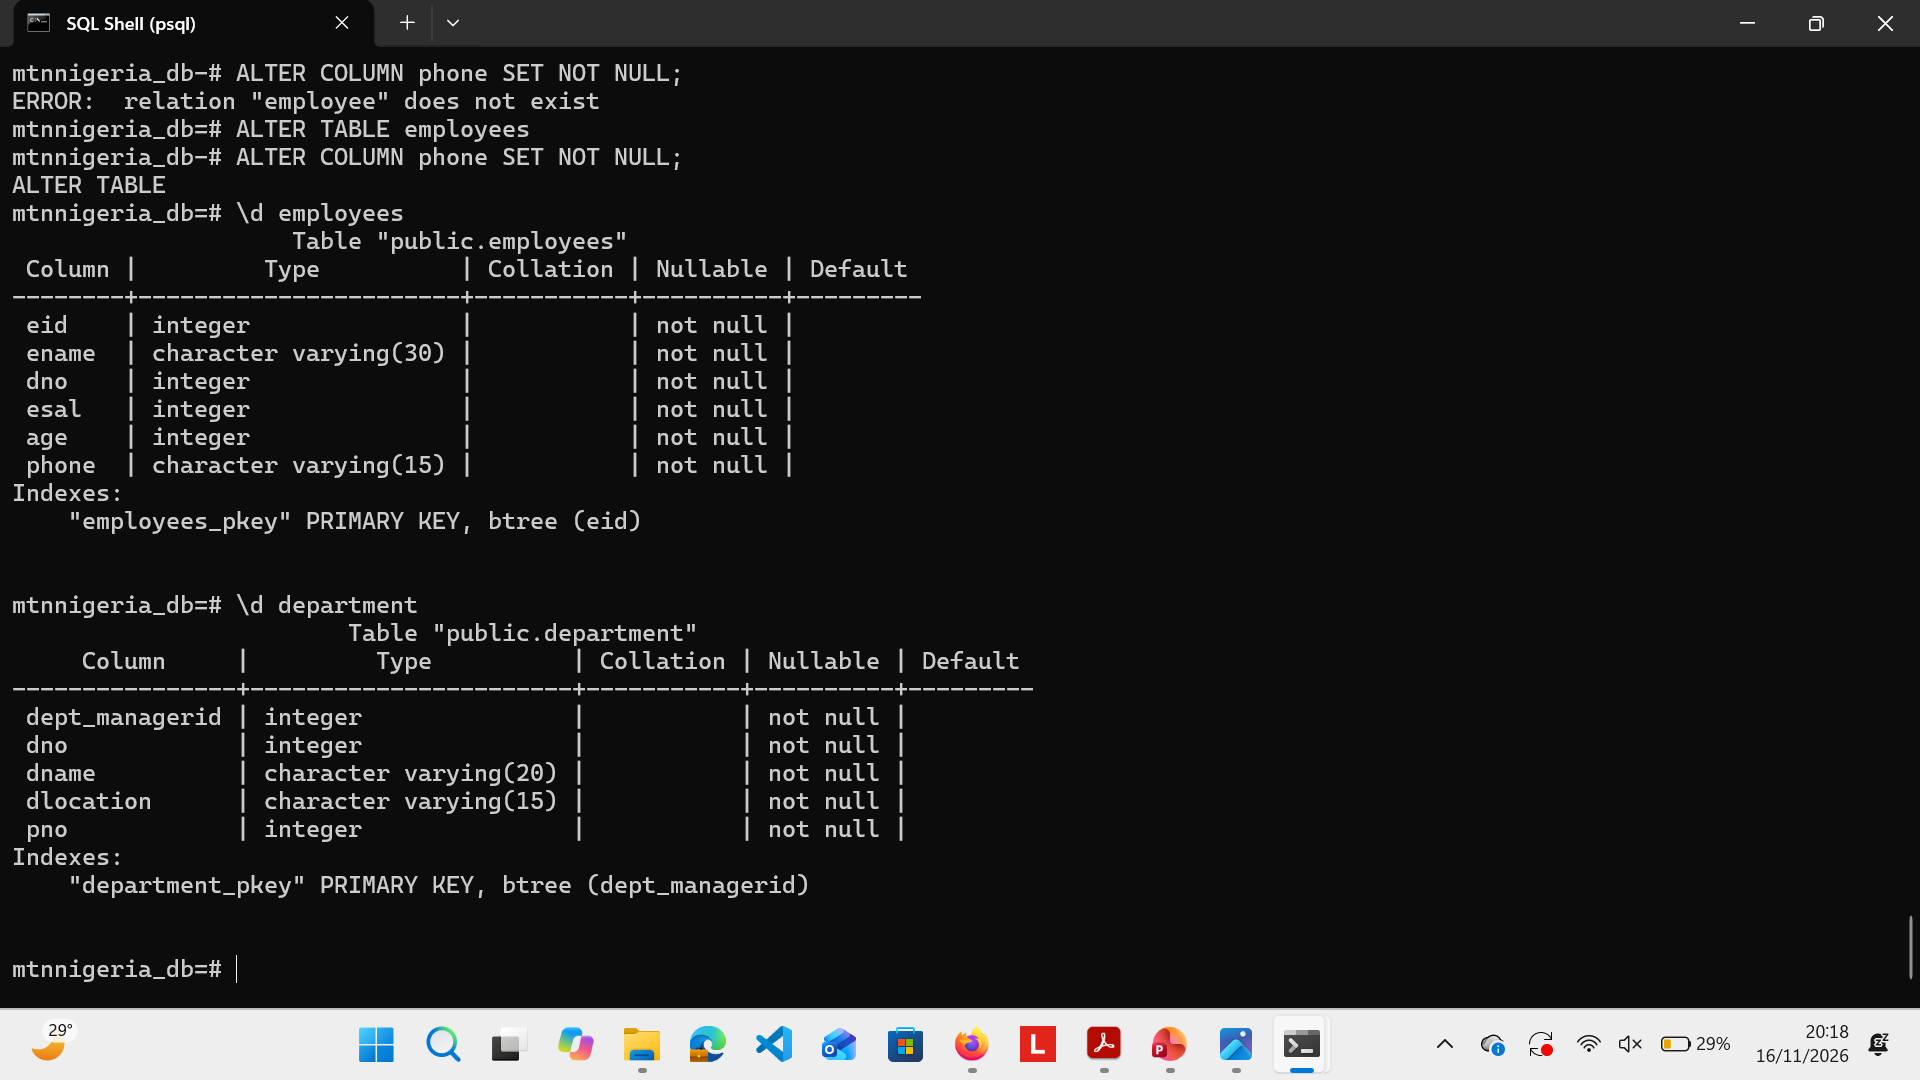 SQL Shell (psql)
mtnnigeria_db-# ALTER COLUMN phone SET NOT NULL;
ERROR:  relation "employee" does not exist
mtnnigeria_db=# ALTER TABLE employees
mtnnigeria_db-# ALTER COLUMN phone SET NOT NULL;
ALTER TABLE
mtnnigeria_db=# \d employees
                    Table "public.employees"
 Column |         Type          | Collation | Nullable | Default
--------+-----------------------+-----------+----------+---------
 eid    | integer               |           | not null |
 ename  | character varying(30) |           | not null |
 dno    | integer               |           | not null |
 esal   | integer               |           | not null |
 age    | integer               |           | not null |
 phone  | character varying(15) |           | not null |
Indexes:
    "employees_pkey" PRIMARY KEY, btree (eid)
mtnnigeria_db=# \d department
                        Table "public.department"
     Column     |         Type          | Collation | Nullable | Default
----------------+-----------------------+-----------+----------+---------
 dept_managerid | integer               |           | not null |
 dno            | integer               |           | not null |
 dname          | character varying(20) |           | not null |
 dlocation      | character varying(15) |           | not null |
 pno            | integer               |           | not null |
Indexes:
    "department_pkey" PRIMARY KEY, btree (dept_managerid)
mtnnigeria_db=#
29°
29%
20:18
16/11/2026